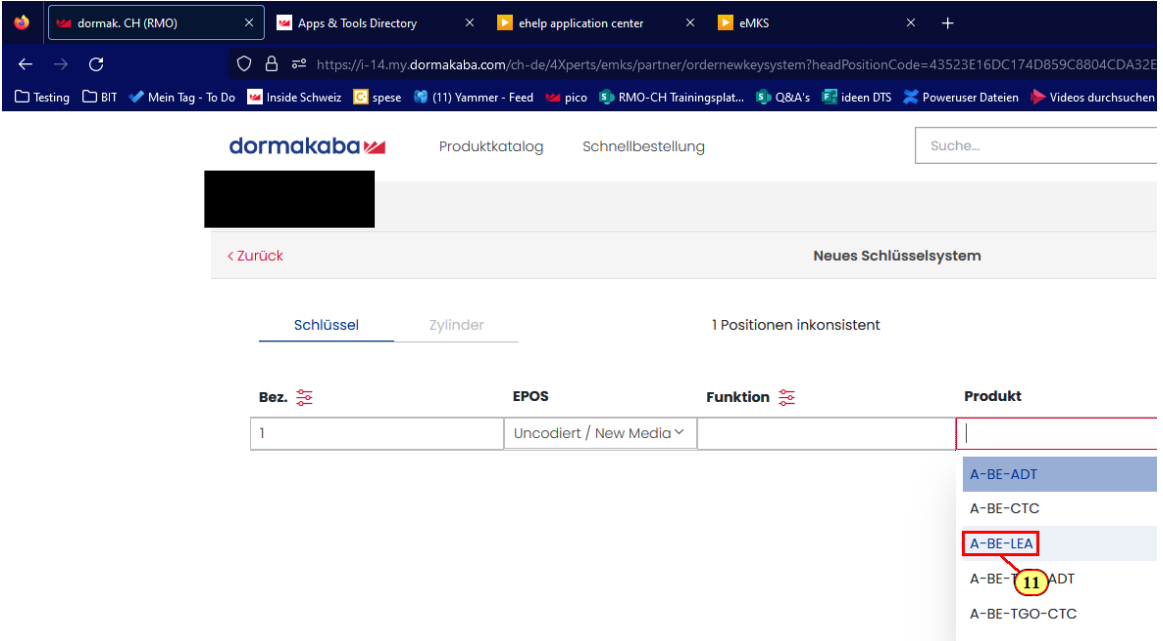 dormak. CH (RMO)
Apps & Tools Directory
ehelp application center
eMKS
https://i-14.my.dormakaba.com/ch-de/4Xperts/emks/partner/ordernewkeysystem?headPositionCode=43523E16DC174D859C8804CDA32E
Testing BIT Mein Tag - To Do Inside Schweiz spese (11) Yammer - Feed pico RMO-CH Trainingsplat... Q&A's ideen DTS Poweruser Dateien Videos durchsuchen
dormakaba Produktkatalog Schnellbestellung Suche...
< Zurück Neues Schlüsselsystem
Schlüssel Zylinder 1 Positionen inkonsistent
Bez. EPOS Funktion Produkt
1 Uncodiert / New Media
A-BE-ADT
A-BE-CTC
A-BE-LEA
11
A-BE-TGO-CTC